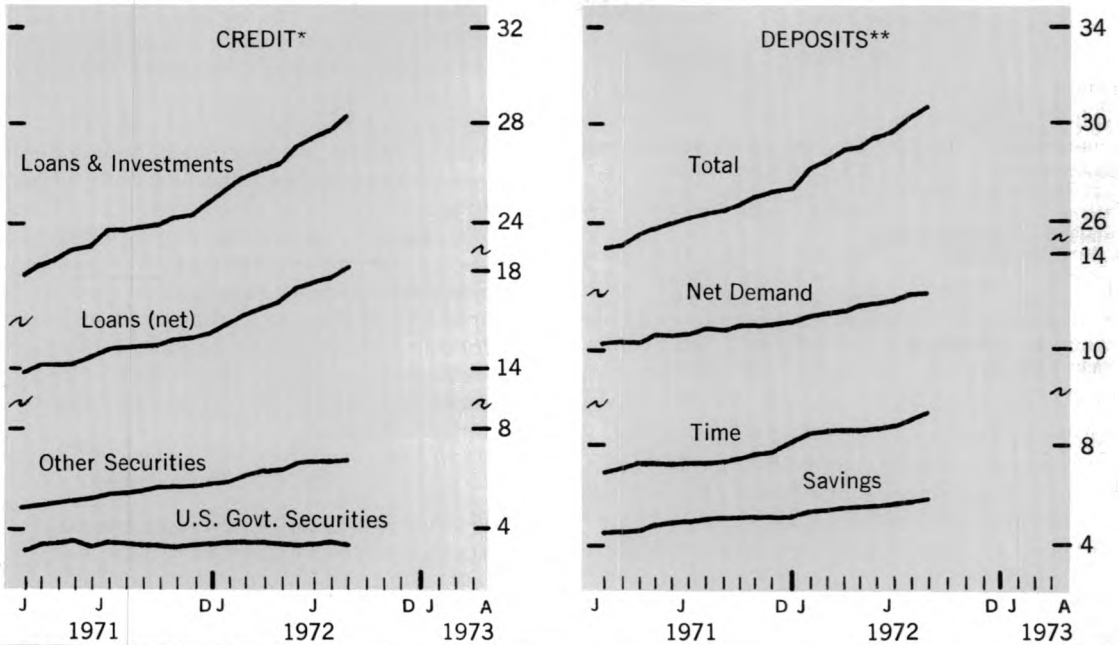 CREDIT*
32
28
24
18
14
8
4
Loans & Investments
Loans (net)
Other Securities
U.S. Govt. Securities
J J D J J D J A
1971 1972 1973
DEPOSITS**
34
30
26
14
10
8
4
Total
Net Demand
Time
Savings
J J D J J D J A
1971 1972 1973